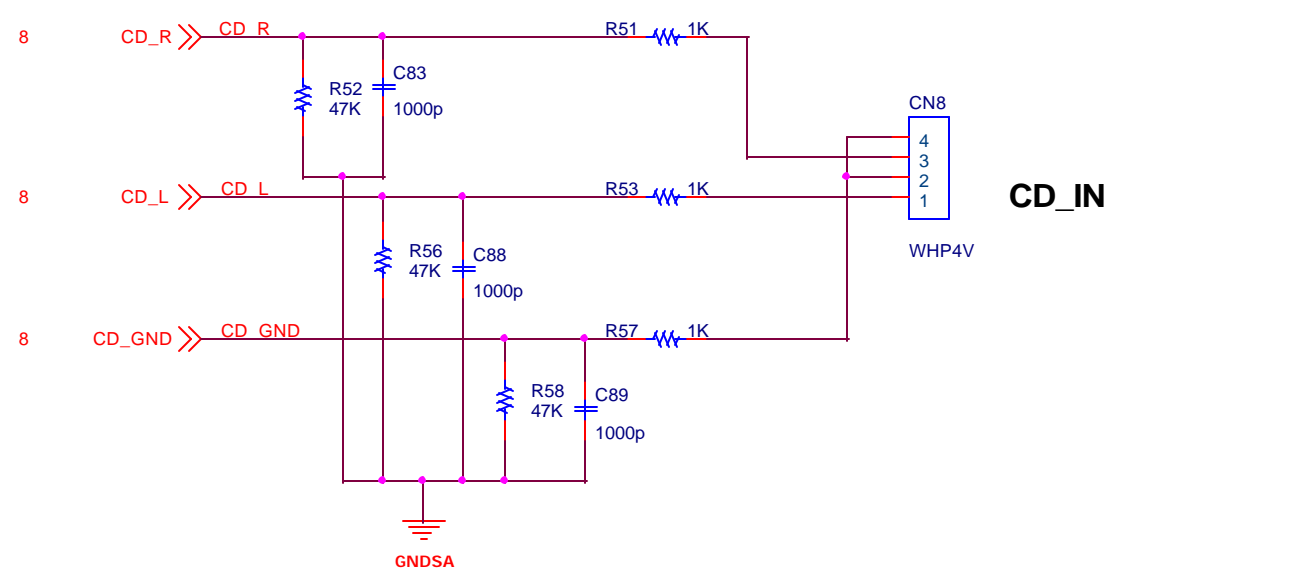 8 CD_R CD_R R51 1K
R52
47K
C83
1000p
CN8
4
3
2
1
WHP4V
CD_IN
8 CD_L CD_L R53 1K
R56
47K
C88
1000p
8 CD_GND CD_GND R57 1K
R58
47K
C89
1000p
GNDSA